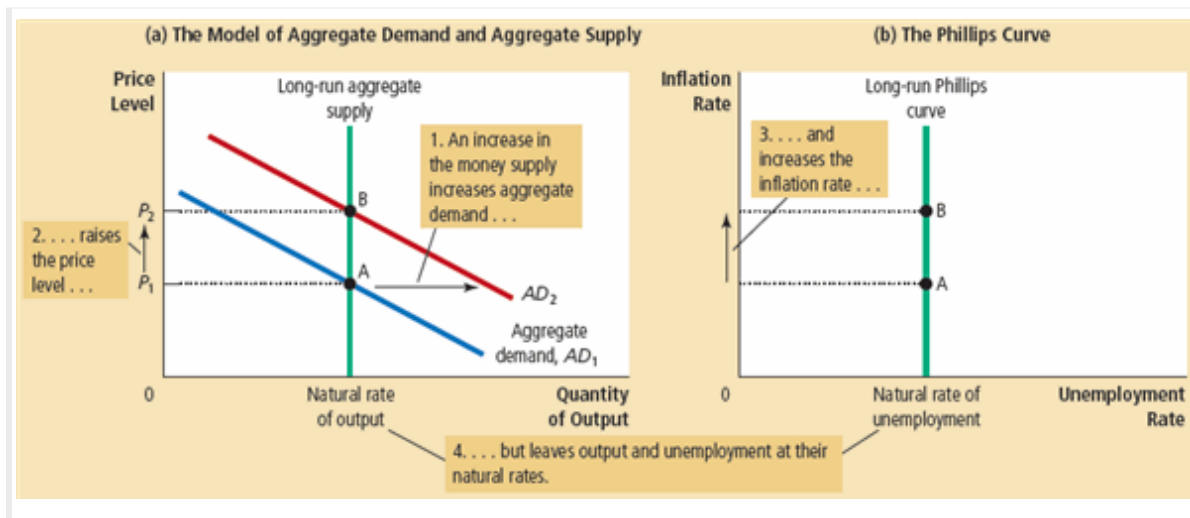 (a) The Model of Aggregate Demand and Aggregate Supply
Price
Level
Long-run aggregate
supply
1. An increase in
the money supply
increases aggregate
demand . . .
P2
B
2. . . . raises
the price
level . . .
P1
A
AD2
Aggregate
demand, AD1
0
Natural rate
of output
Quantity
of Output
(b) The Phillips Curve
Inflation
Rate
Long-run Phillips
curve
3. . . . and
increases the
inflation rate . . .
B
A
0
Natural rate of
unemployment
Unemployment
Rate
4. . . . but leaves output and unemployment at their
natural rates.